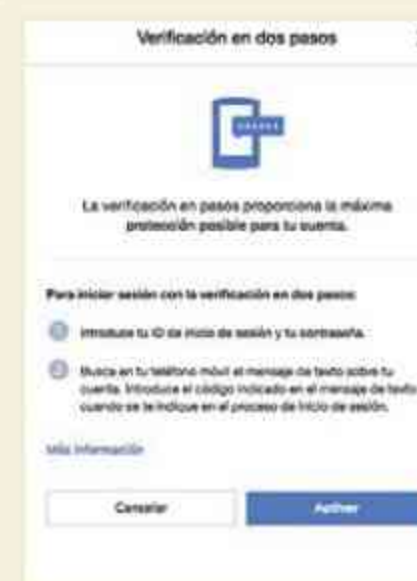 Verificación en dos pasos
La verificación en pasos proporciona la máxima
protección posible para tu cuenta.
Para iniciar sesión con la verificación en dos pasos:
1 Introduce tu ID de inicio de sesión y tu contraseña.
2 Busca en tu teléfono móvil el mensaje de texto sobre tu
cuenta. Introduce el código indicado en el mensaje de texto
cuando se te indique en el proceso de inicio de sesión.
Más información
Cancelar
Activar